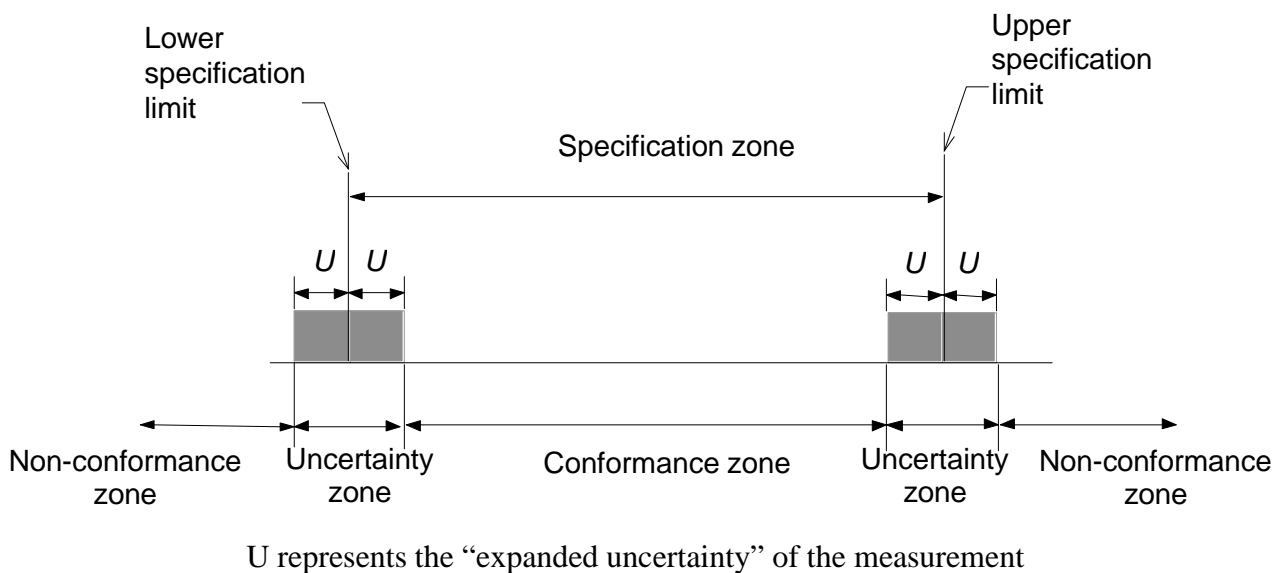 Lower
specification
limit
Upper
specification
limit
Specification zone
U U
U U
Non-conformance
zone
Uncertainty
zone
Conformance zone
Uncertainty
zone
Non-conformance
zone
U represents the “expanded uncertainty” of the measurement